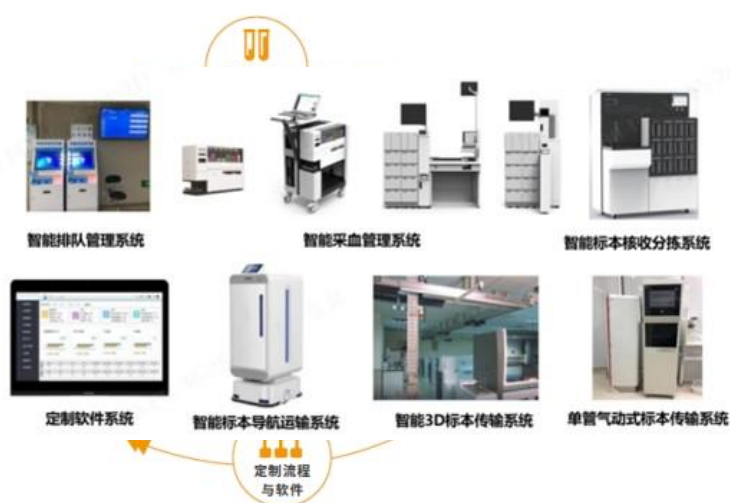 智能排队管理系统
智能采血管理系统
智能标本核收分拣系统
定制软件系统
智能标本导航运输系统
智能3D标本传输系统
单管气动式标本传输系统
定制流程
与软件